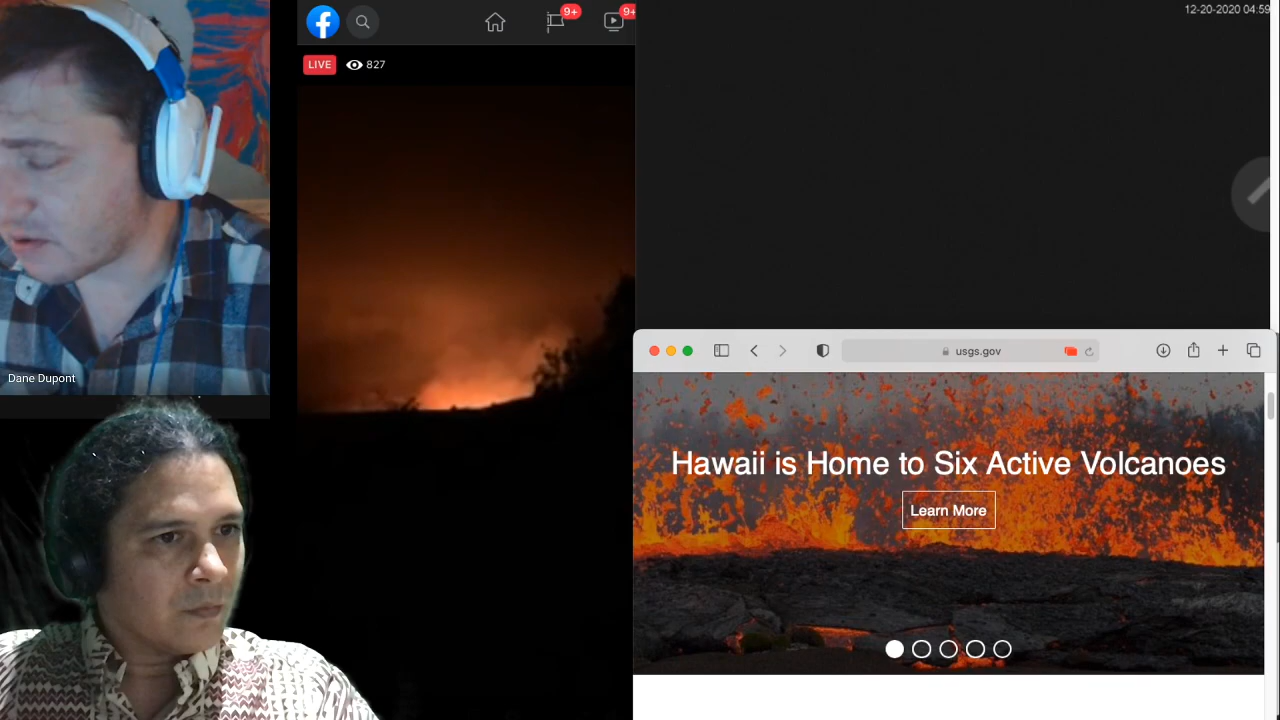 9+
9+
12-20-2020 04:59
LIVE
827
usgs.gov
Dane Dupont
Hawaii is Home to Six Active Volcanoes
Learn More